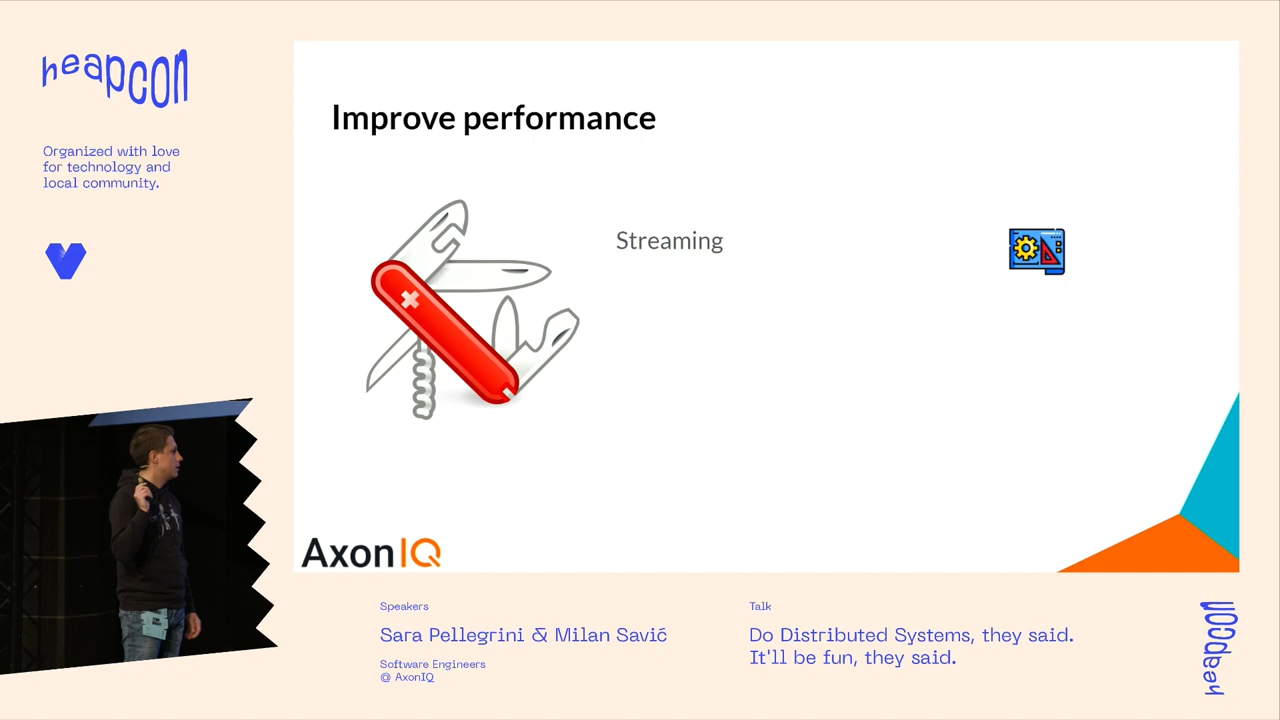 heapcon
Organized with love
for technology and
local community.
Improve performance
Streaming
AxonIQ
Speakers
Sara Pellegrini & Milan Savić
Software Engineers
@ AxonIQ
Talk
Do Distributed Systems, they said.
It'll be fun, they said.
heapcon